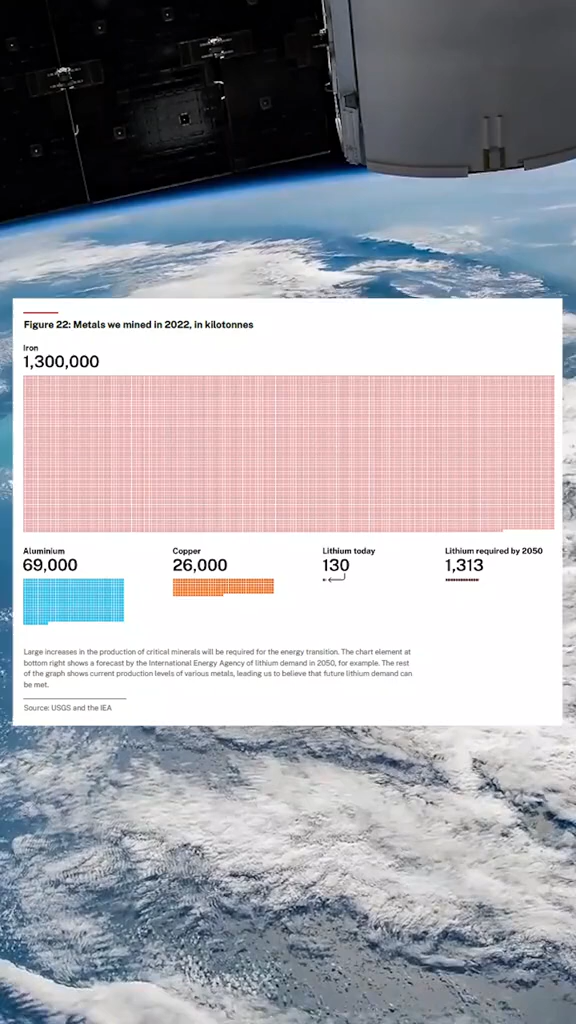 Figure 22: Metals we mined in 2022, in kilotonnes
Iron
1,300,000
Aluminium
69,000
Copper
26,000
Lithium today
130
Lithium required by 2050
1,313
Large increases in the production of critical minerals will be required for the energy transition. The chart element at
bottom right shows a forecast by the International Energy Agency of lithium demand in 2050, for example. The rest
of the graph shows current production levels of various metals, leading us to believe that future lithium demand can
be met.
Source: USGS and the IEA